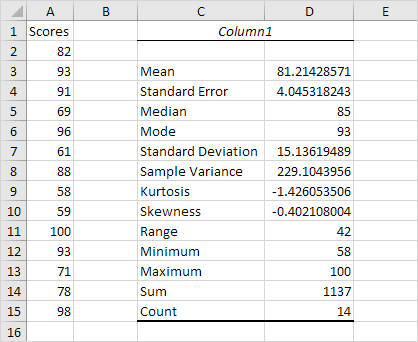 A B C D E
1 Scores Column1
2 82
3 93 Mean 81.21428571
4 91 Standard Error 4.045318243
5 69 Median 85
6 96 Mode 93
7 61 Standard Deviation 15.13619489
8 88 Sample Variance 229.1043956
9 58 Kurtosis -1.426053506
10 59 Skewness -0.402108004
11 100 Range 42
12 93 Minimum 58
13 71 Maximum 100
14 78 Sum 1137
15 98 Count 14
16